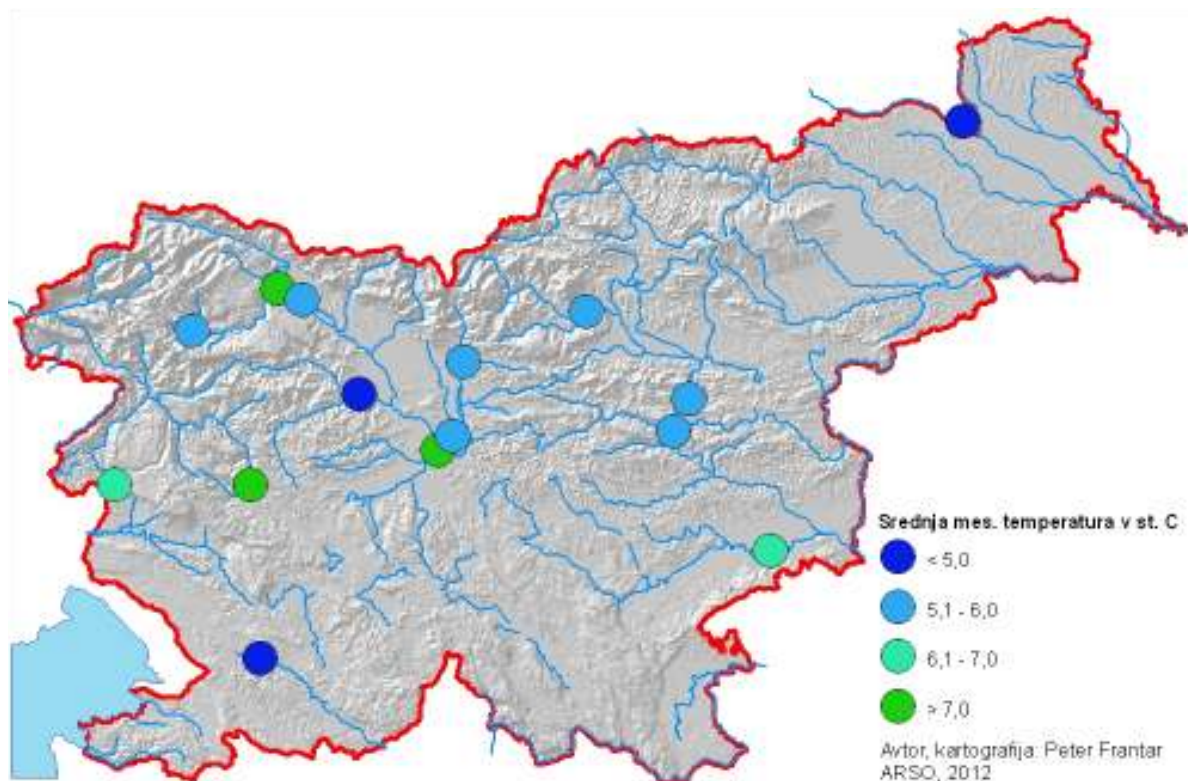 Srednja mes. temperatura v st. C
< 5,0
5,1 - 6,0
6,1 - 7,0
> 7,0
Avtor, kartografija: Peter Frantar
ARSO, 2012